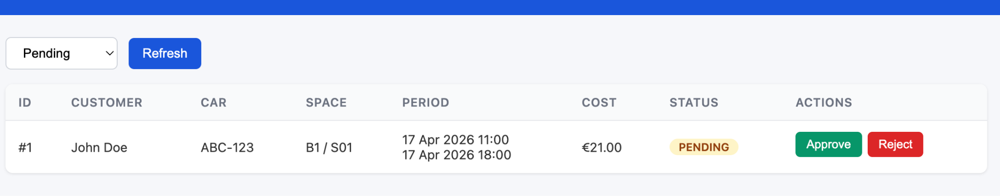 Pending
Refresh
ID CUSTOMER CAR SPACE PERIOD COST STATUS ACTIONS
#1 John Doe ABC-123 B1 / S01 17 Apr 2026 11:00 €21.00 PENDING Approve Reject
17 Apr 2026 18:00